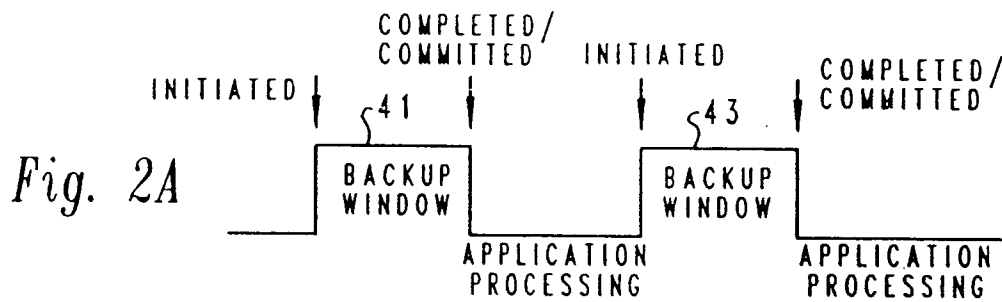 COMPLETED/
COMMITTED
INITIATED
INITIATED
COMPLETED/
COMMITTED
41
43
Fig. 2A
BACKUP
WINDOW
BACKUP
WINDOW
APPLICATION
PROCESSING
APPLICATION
PROCESSING